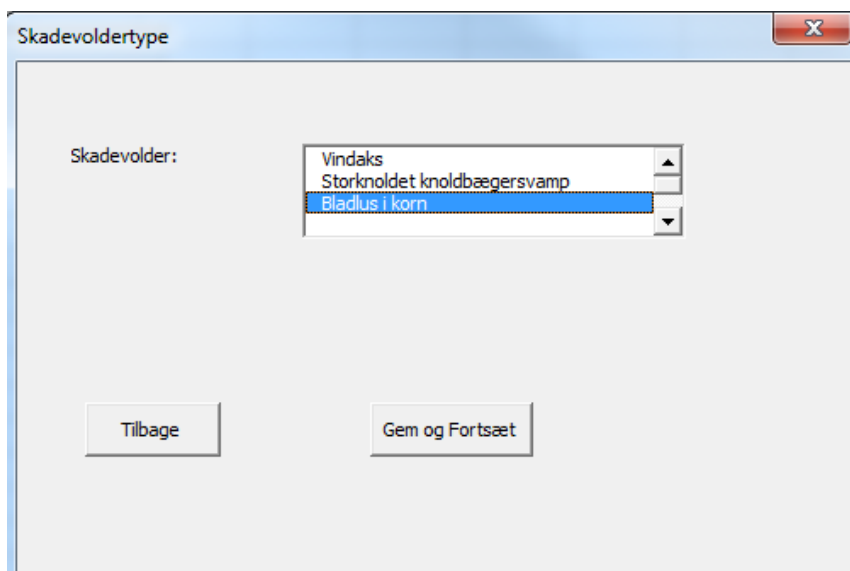 Skadevoldertype
Skadevolder:
Vindaks
Storknoldet knoldbægersvamp
Bladlus i korn
Tilbage
Gem og Fortsæt